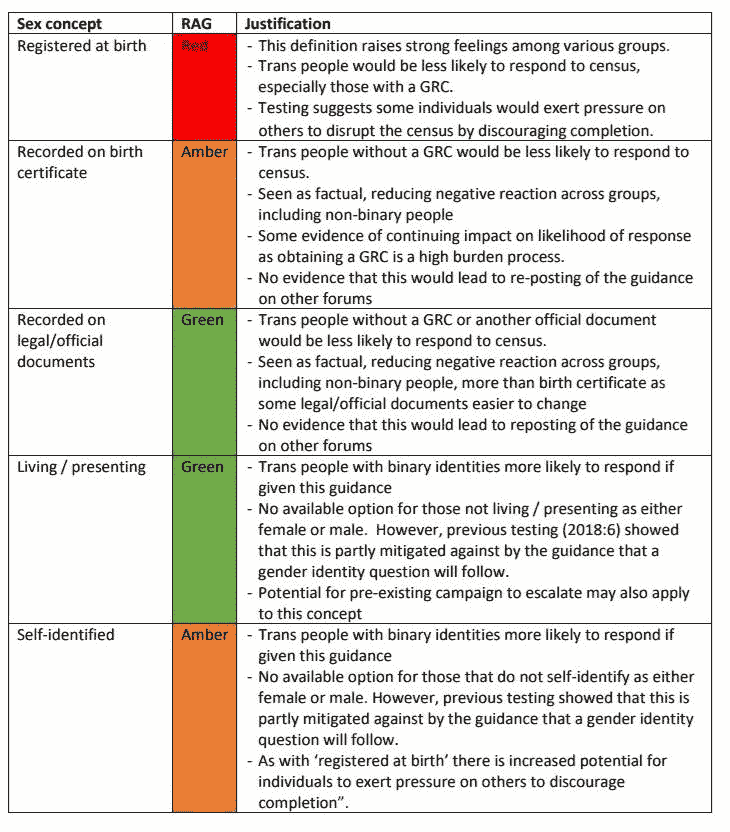 Sex concept RAG Justification
Registered at birth Red - This definition raises strong feelings among various groups.
- Trans people would be less likely to respond to census,
especially those with a GRC.
- Testing suggests some individuals would exert pressure on
others to disrupt the census by discouraging completion.
Recorded on birth Amber - Trans people without a GRC would be less likely to respond to
certificate census.
- Seen as factual, reducing negative reaction across groups,
including non-binary people
- Some evidence of continuing impact on likelihood of response
as obtaining a GRC is a high burden process.
- No evidence that this would lead to re-posting of the guidance
on other forums
Recorded on Green - Trans people without a GRC or another official document
legal/official would be less likely to respond to census.
documents - Seen as factual, reducing negative reaction across groups,
including non-binary people, more than birth certificate as
some legal/official documents easier to change
- No evidence that this would lead to reposting of the guidance
on other forums
Living / presenting Green - Trans people with binary identities more likely to respond if
given this guidance
- No available option for those not living / presenting as either
female or male. However, previous testing (2018:6) showed
that this is partly mitigated against by the guidance that a
gender identity question will follow.
- Potential for pre-existing campaign to escalate may also apply
to this concept
Self-identified Amber - Trans people with binary identities more likely to respond if
given this guidance
- No available option for those that do not self-identify as either
female or male. However, previous testing showed that this is
partly mitigated against by the guidance that a gender identity
question will follow.
- As with ‘registered at birth’ there is increased potential for
individuals to exert pressure on others to discourage
completion”.